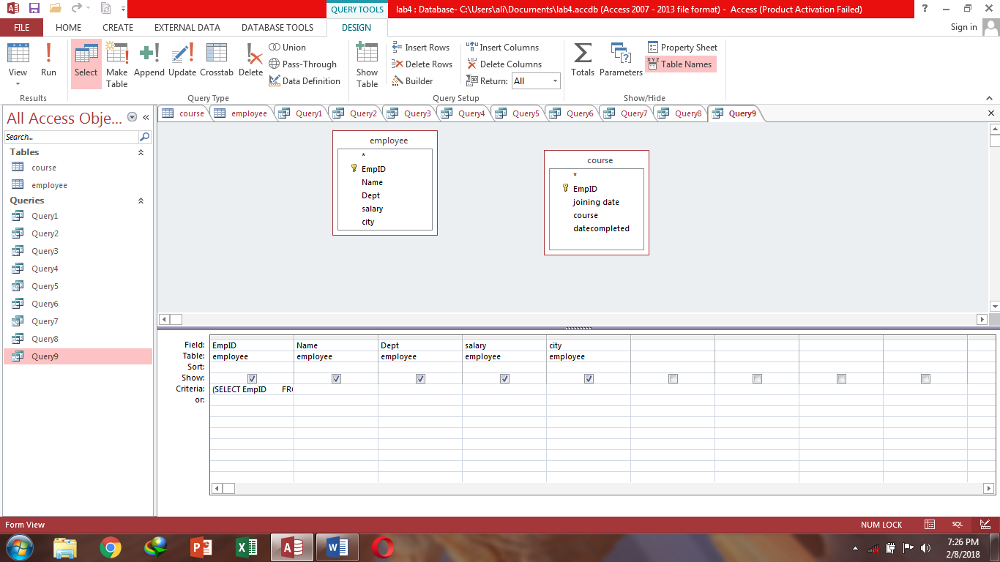 QUERY TOOLS
lab4 : Database- C:\Users\ali\Documents\lab4.accdb (Access 2007 - 2013 file format) - Access (Product Activation Failed)
?
FILE HOME CREATE EXTERNAL DATA DATABASE TOOLS DESIGN Sign in
View Run
Results
Select Make Table Append Update Crosstab Delete
Union
Pass-Through
Data Definition
Query Type
Show Table
Insert Rows
Delete Rows
Builder
Insert Columns
Delete Columns
Return: All
Query Setup
Totals Parameters
Property Sheet
XYZ Table Names
Show/Hide
All Access Obje...
Search...
Tables
course
employee
Queries
Query1
Query2
Query3
Query4
Query5
Query6
Query7
Query8
Query9
course employee Query1 Query2 Query3 Query4 Query5 Query6 Query7 Query8 Query9
employee
*
EmpID
Name
Dept
salary
city
course
*
EmpID
joining date
course
datecompleted
Field: EmpID Name Dept salary city
Table: employee employee employee employee employee
Sort:
Show:
Criteria: (SELECT EmpID FRO
or:
Form View
NUM LOCK
SQL
7:26 PM
2/8/2018